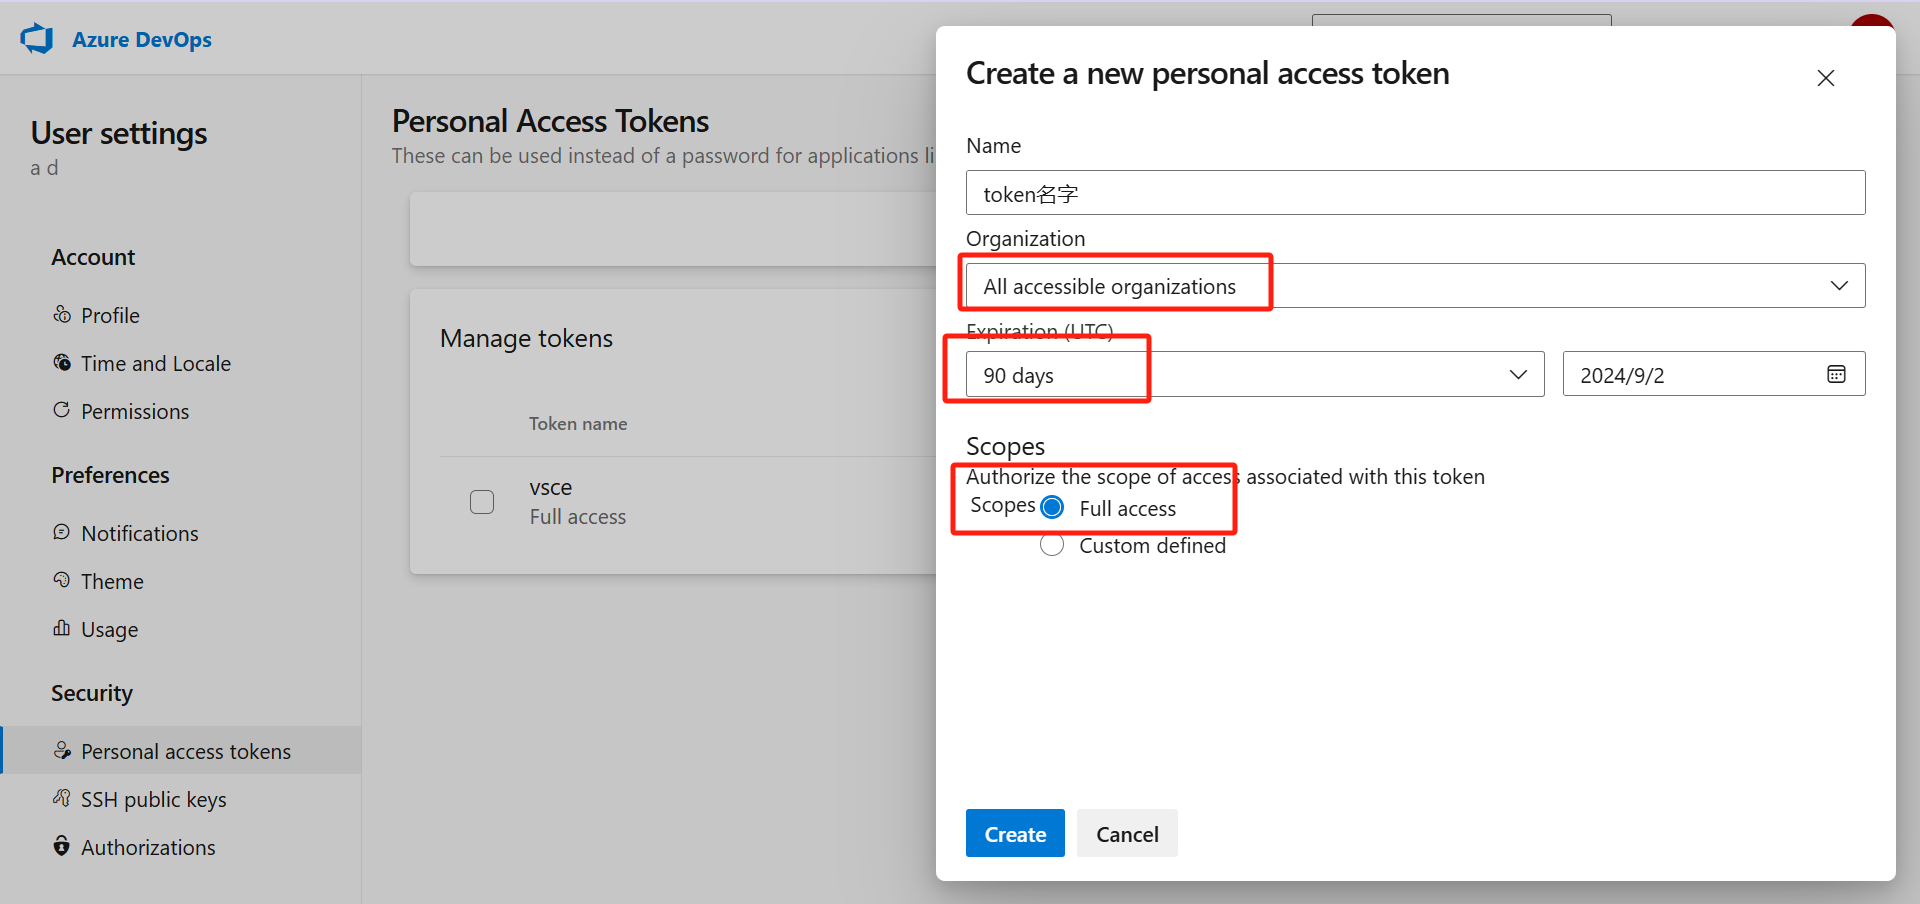 Azure DevOps
User settings
a d
Account
Profile
Time and Locale
Permissions
Preferences
Notifications
Theme
Usage
Security
Personal access tokens
SSH public keys
Authorizations
Personal Access Tokens
These can be used instead of a password for applications li
Manage tokens
Token name
vsce
Full access
Create a new personal access token
Name
token名字
Organization
All accessible organizations
Expiration (UTC)
90 days
2024/9/2
Scopes
Authorize the scope of access associated with this token
Scopes Full access
Custom defined
Create Cancel